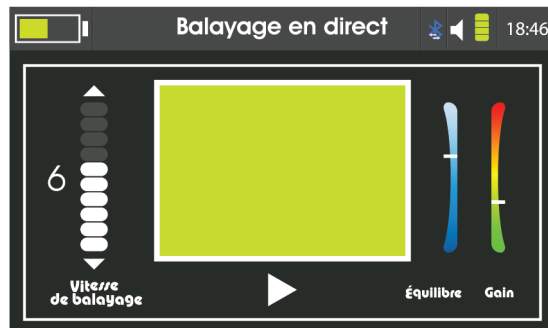 Balayage en direct
18:46
6
Vitesse
de balayage
Équilibre
Gain